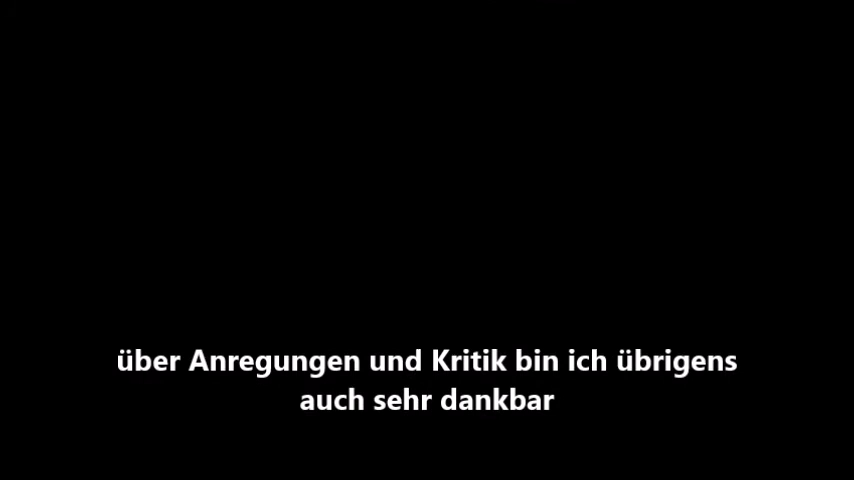 über Anregungen und Kritik bin ich übrigens
auch sehr dankbar